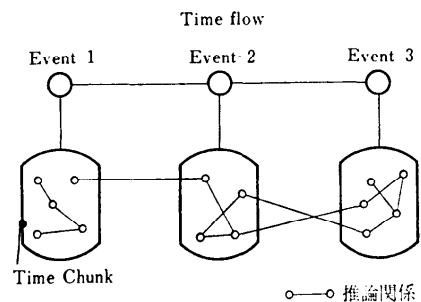 Time flow
Event 1
Event 2
Event 3
Time Chunk
推論関係